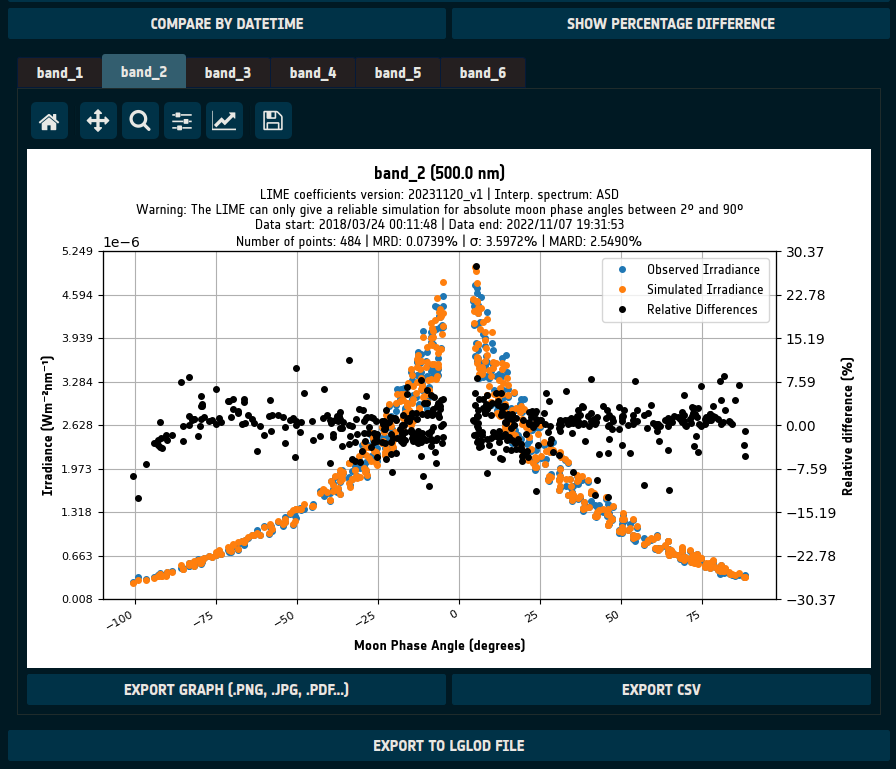 COMPARE BY DATETIME
SHOW PERCENTAGE DIFFERENCE
band_1
band_2
band_3
band_4
band_5
band_6
band_2 (500.0 nm)
LIME coefficients version: 20231120_v1 | Interp. spectrum: ASD
Warning: The LIME can only give a reliable simulation for absolute moon phase angles between 2º and 90º
Data start: 2018/03/24 00:11:48 | Data end: 2022/11/07 19:31:53
Number of points: 484 | MRD: 0.0739% | σ: 3.5972% | MARD: 2.5490%
1e−6
5.249
4.594
3.939
3.284
2.628
1.973
1.318
0.663
0.008
Irradiance (Wm⁻²nm⁻¹)
Observed Irradiance
Simulated Irradiance
Relative Differences
30.37
22.78
15.19
7.59
0.00
−7.59
−15.19
−22.78
−30.37
Relative difference (%)
−100
−75
−50
−25
0
25
50
75
Moon Phase Angle (degrees)
EXPORT GRAPH (.PNG, .JPG, .PDF...)
EXPORT CSV
EXPORT TO LGLOD FILE